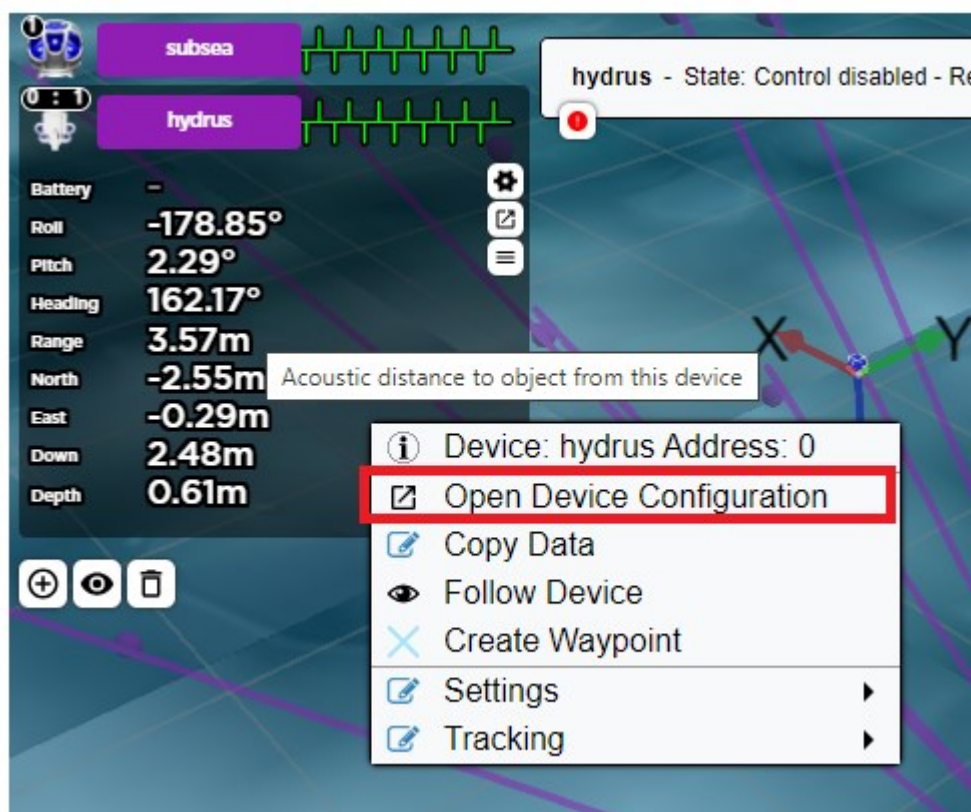 1
subsea
hydrus - State: Control disabled - Re
0 : 1
hydrus
Battery -
Roll -178.85°
Pitch 2.29°
Heading 162.17°
Range 3.57m
North -2.55m
Acoustic distance to object from this device
East -0.29m
Down 2.48m
Depth 0.61m
X
Y
Device: hydrus Address: 0
Open Device Configuration
Copy Data
Follow Device
Create Waypoint
Settings
Tracking